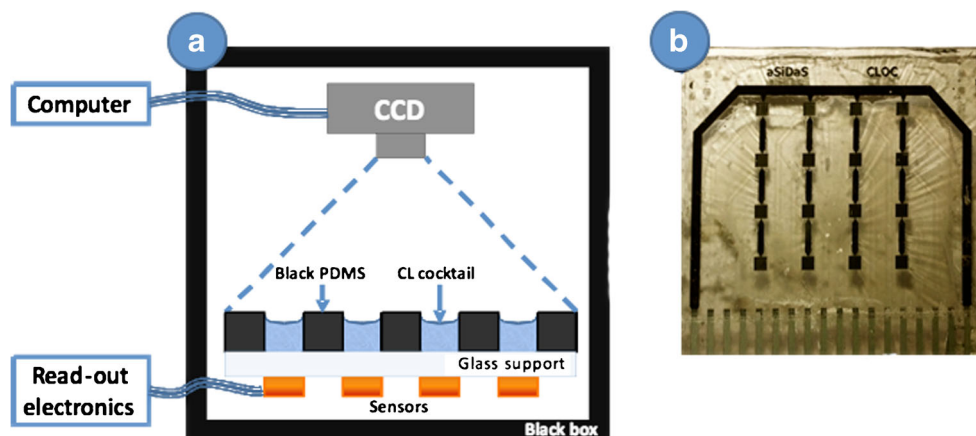 a
b
Computer
CCD
aSiDaS CLOC
Black PDMS CL cocktail
Glass support
Read-out
electronics
Sensors
Black box